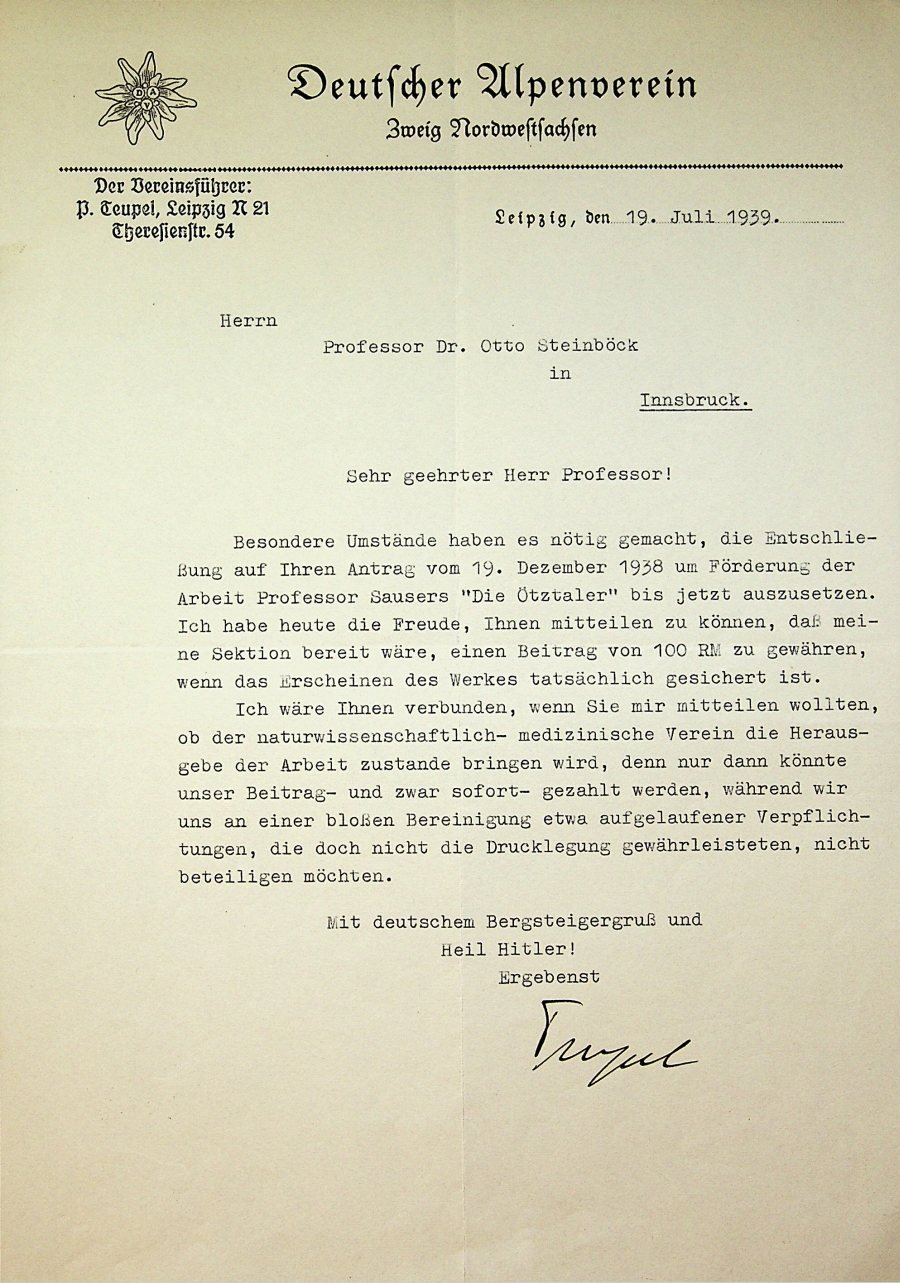 D A V
Deutscher Alpenverein
Zweig Nordwestsachsen
Der Vereinsführer:
P. Teupel, Leipzig N 21
Theresienstr. 54
Leipzig, den 19. Juli 1939.
Herrn
Professor Dr. Otto Steinböck
in
Innsbruck.
Sehr geehrter Herr Professor!
Besondere Umstände haben es nötig gemacht, die Entschlie-
ßung auf Ihren Antrag vom 19. Dezember 1938 um Förderung der
Arbeit Professor Sausers "Die Ötztaler" bis jetzt auszusetzen.
Ich habe heute die Freude, Ihnen mitteilen zu können, daß mei-
ne Sektion bereit wäre, einen Beitrag von 100 RM zu gewähren,
wenn das Erscheinen des Werkes tatsächlich gesichert ist.
Ich wäre Ihnen verbunden, wenn Sie mir mitteilen wollten,
ob der naturwissenschaftlich- medizinische Verein die Heraus-
gebe der Arbeit zustande bringen wird, denn nur dann könnte
unser Beitrag- und zwar sofort- gezahlt werden, während wir
uns an einer bloßen Bereinigung etwa aufgelaufener Verpflich-
tungen, die doch nicht die Drucklegung gewährleisteten, nicht
beteiligen möchten.
Mit deutschem Bergsteigergruß und
Heil Hitler!
Ergebenst
Teupel